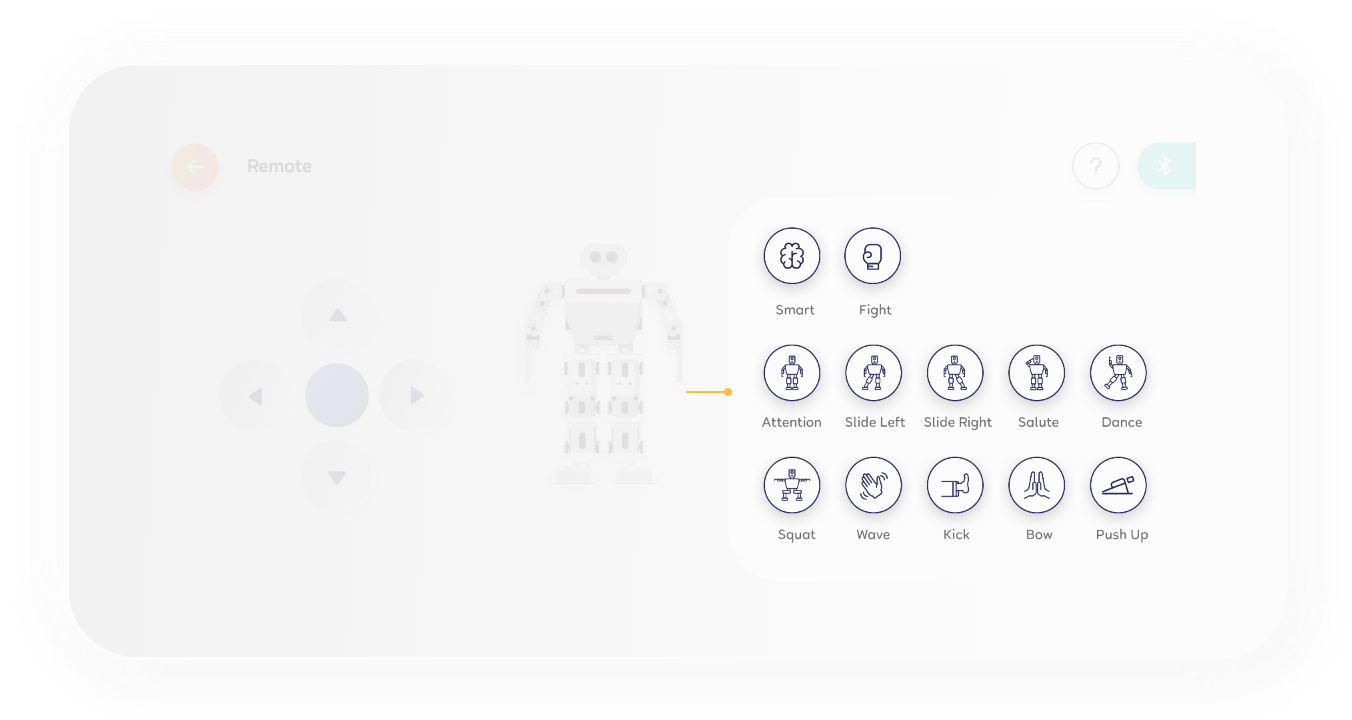 Remote
?
Smart Fight
Attention Slide Left Slide Right Salute Dance
Squat Wave Kick Bow Push Up